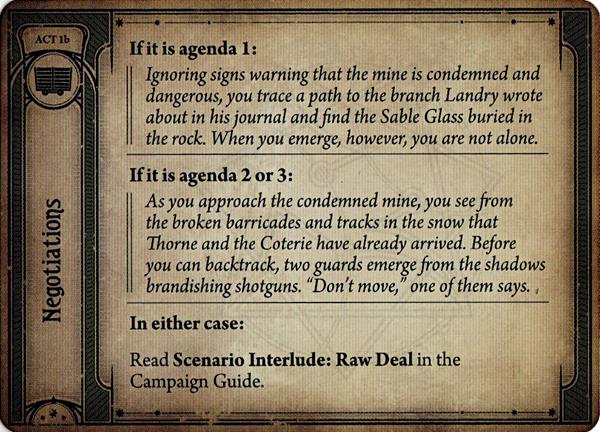 ACT 1b
Negotiations
If it is agenda 1:
Ignoring signs warning that the mine is condemned and
dangerous, you trace a path to the branch Landry wrote
about in his journal and find the Sable Glass buried in
the rock. When you emerge, however, you are not alone.
If it is agenda 2 or 3:
As you approach the condemned mine, you see from
the broken barricades and tracks in the snow that
Thorne and the Coterie have already arrived. Before
you can backtrack, two guards emerge from the shadows
brandishing shotguns. “Don’t move,” one of them says.
In either case:
Read Scenario Interlude: Raw Deal in the
Campaign Guide.